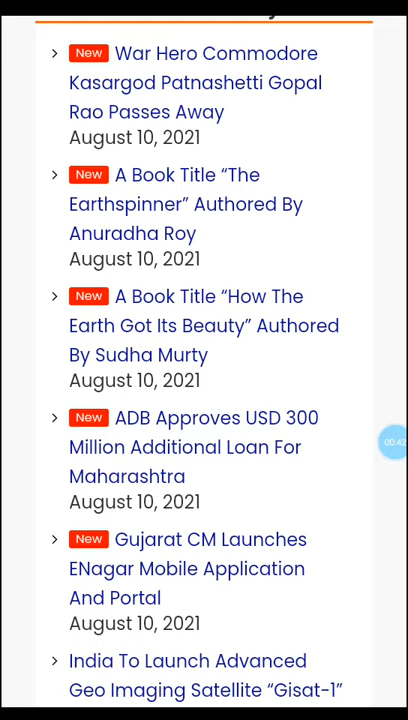 New War Hero Commodore
Kasargod Patnashetti Gopal
Rao Passes Away
August 10, 2021
New A Book Title “The
Earthspinner” Authored By
Anuradha Roy
August 10, 2021
New A Book Title “How The
Earth Got Its Beauty” Authored
By Sudha Murty
August 10, 2021
New ADB Approves USD 300
Million Additional Loan For
Maharashtra
August 10, 2021
00:42
New Gujarat CM Launches
ENagar Mobile Application
And Portal
August 10, 2021
India To Launch Advanced
Geo Imaging Satellite “Gisat-1”